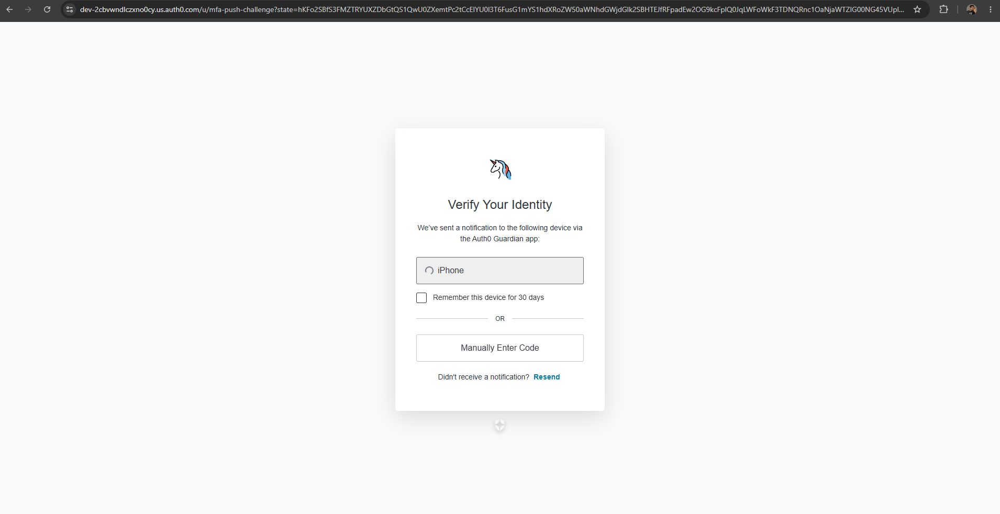 dev-2cbvwndlczxno0cy.us.auth0.com/u/mfa-push-challenge?state=hKFo2SBfS3FMZTRYUXZDbGtQS1QwU0ZXemtPc2tCcEIYU0I3T6FusG1mYS1hdXRoZW50aWNhdGWjdGlk2SBHTEJfRFpadEw2OG9kcFplQ0JqLWFoWkF3TDNQRnc1OaNjaWTZIG00NG45VUpl...
Verify Your Identity
We've sent a notification to the following device via
the Auth0 Guardian app:
iPhone
Remember this device for 30 days
OR
Manually Enter Code
Didn't receive a notification? Resend